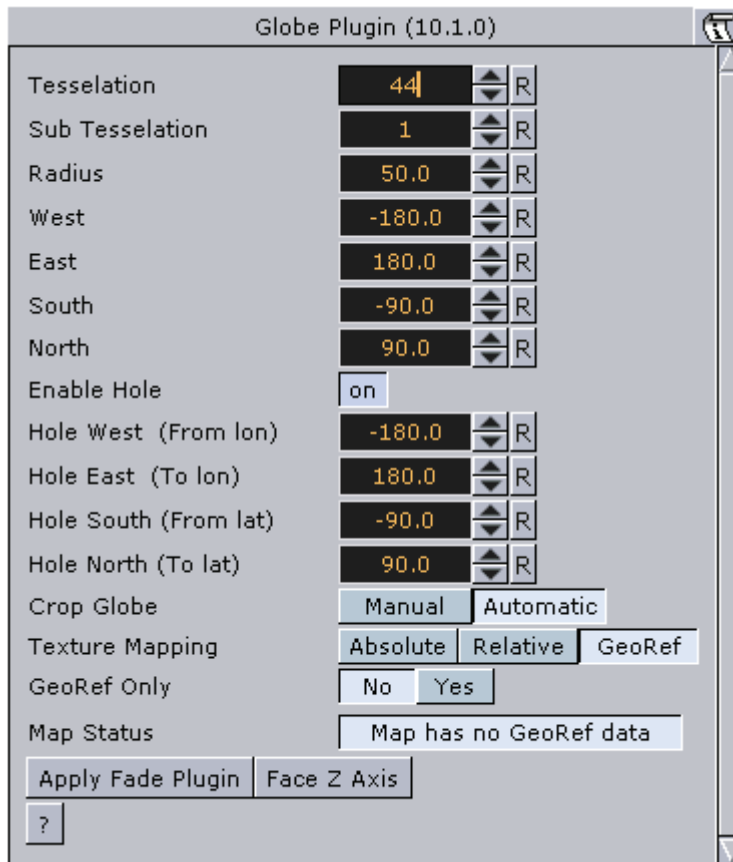 Globe Plugin (10.1.0)
Tesselation 44 R
Sub Tesselation 1 R
Radius 50.0 R
West -180.0 R
East 180.0 R
South -90.0 R
North 90.0 R
Enable Hole on
Hole West (From lon) -180.0 R
Hole East (To lon) 180.0 R
Hole South (From lat) -90.0 R
Hole North (To lat) 90.0 R
Crop Globe Manual Automatic
Texture Mapping Absolute Relative GeoRef
GeoRef Only No Yes
Map Status Map has no GeoRef data
Apply Fade Plugin Face Z Axis
?